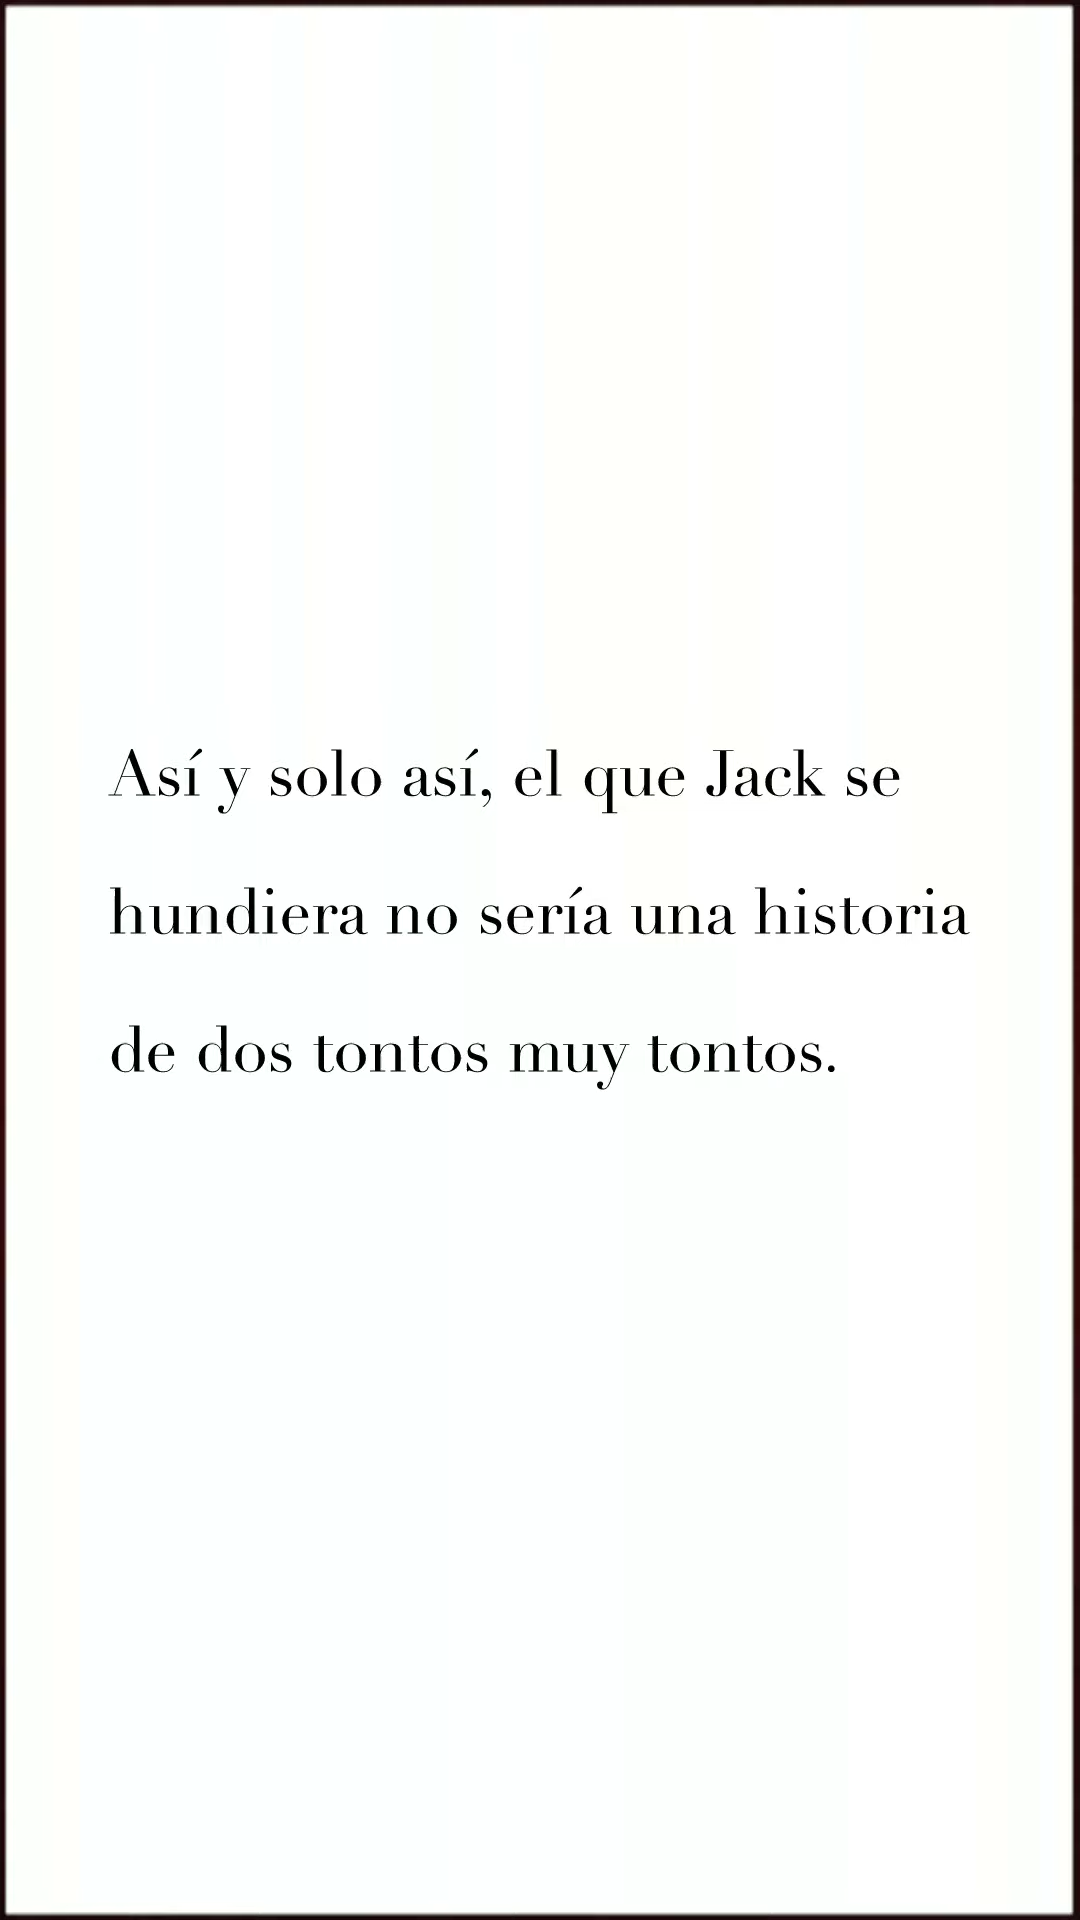 Así y solo así, el que Jack se
hundiera no sería una historia
de dos tontos muy tontos.